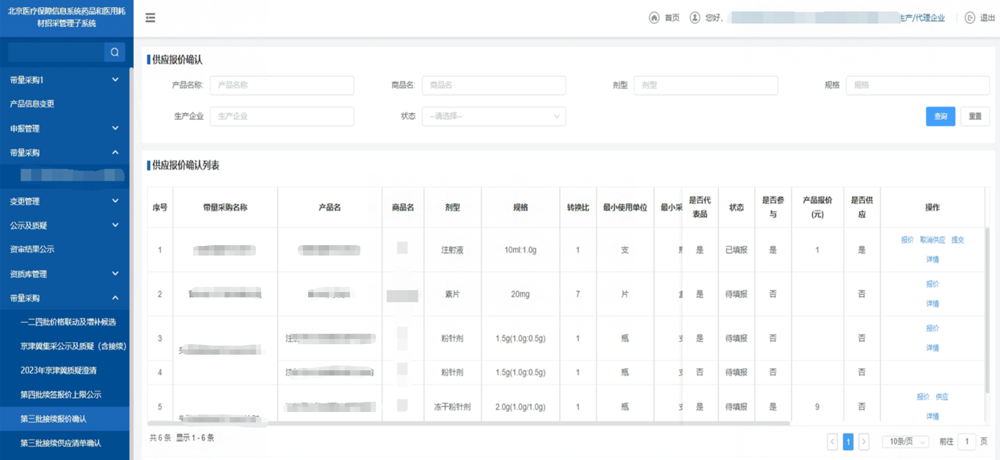 北京医疗保障信息系统药品和医用耗
材招采管理子系统
首页
您好，
生产/代理企业
退出
带量采购1
产品信息变更
申报管理
带量采购
变更管理
公示及质疑
资审结果公示
资质库管理
带量采购
一二四批价格联动及增补候选
京津冀集采公示及质疑（含接续）
2023年京津冀质疑澄清
第四批续签报价上限公示
第三批接续报价确认
第三批接续供应清单确认
供应报价确认
产品名称: 产品名称 商品名: 商品名 剂型 剂型 规格 规格
生产企业 生产企业 状态 --请选择-- 查询 重置
供应报价确认列表
序号 带量采购名称 产品名 商品名 剂型 规格 转换比 最小使用单位 最小采 是否代表品 状态 是否参与 产品报价(元) 是否供应 操作
1 注射液 10ml:1.0g 1 支 是 已填报 是 1 是 报价 取消供应 提交
详情
2 素片 20mg 7 片 是 待填报 否 否 报价
详情
3 注 粉针剂 1.5g(1.0g:0.5g) 1 瓶 支 是 待填报 否 否 报价
详情
头
4 注 粉针剂 1.5g(1.0g:0.5g) 1 瓶 支 否 待填报 否 否
5 冻干粉针剂 2.0g(1.0g/1.0g) 1 瓶 支 是 待填报 是 9 否 报价 供应
详情
头
共 6 条 显示 1 - 6 条
1 10条/页 前往 1 页